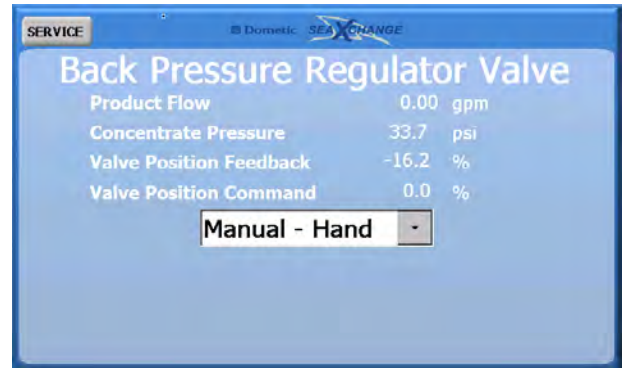 SERVICE
Dometic SEAXCHANGE
Back Pressure Regulator Valve
Product Flow 0.00 gpm
Concentrate Pressure 33.7 psi
Valve Position Feedback -16.2 %
Valve Position Command 0.0 %
Manual - Hand